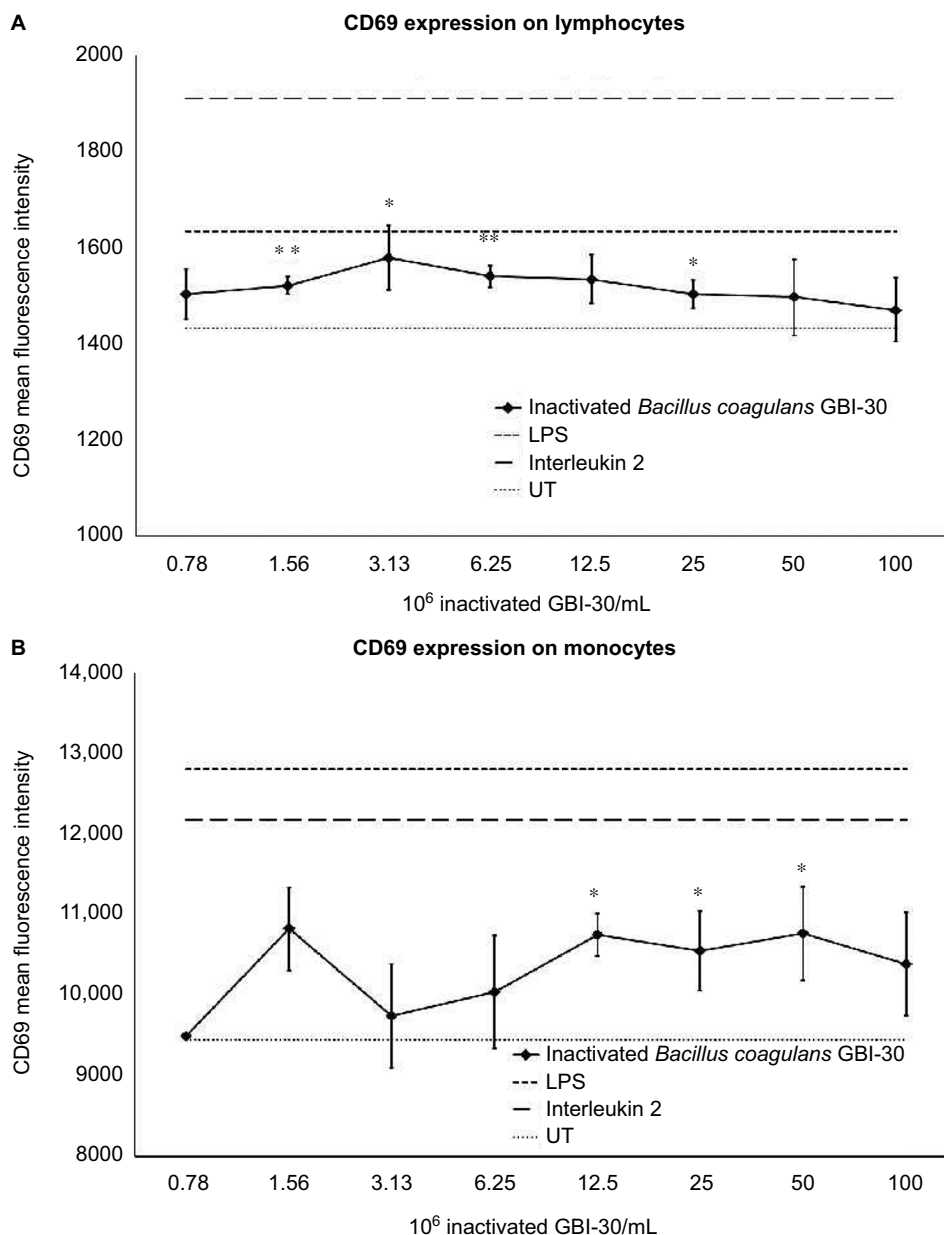 A
CD69 expression on lymphocytes
CD69 mean fluorescence intensity
2000
1800
1600
1400
1200
1000
* *
*
**
*
Inactivated Bacillus coagulans GBI-30
LPS
Interleukin 2
UT
0.78 1.56 3.13 6.25 12.5 25 50 100
10⁶ inactivated GBI-30/mL
B
CD69 expression on monocytes
CD69 mean fluorescence intensity
14,000
13,000
12,000
11,000
10,000
9000
8000
*
*
*
Inactivated Bacillus coagulans GBI-30
LPS
Interleukin 2
UT
0.78 1.56 3.13 6.25 12.5 25 50 100
10⁶ inactivated GBI-30/mL